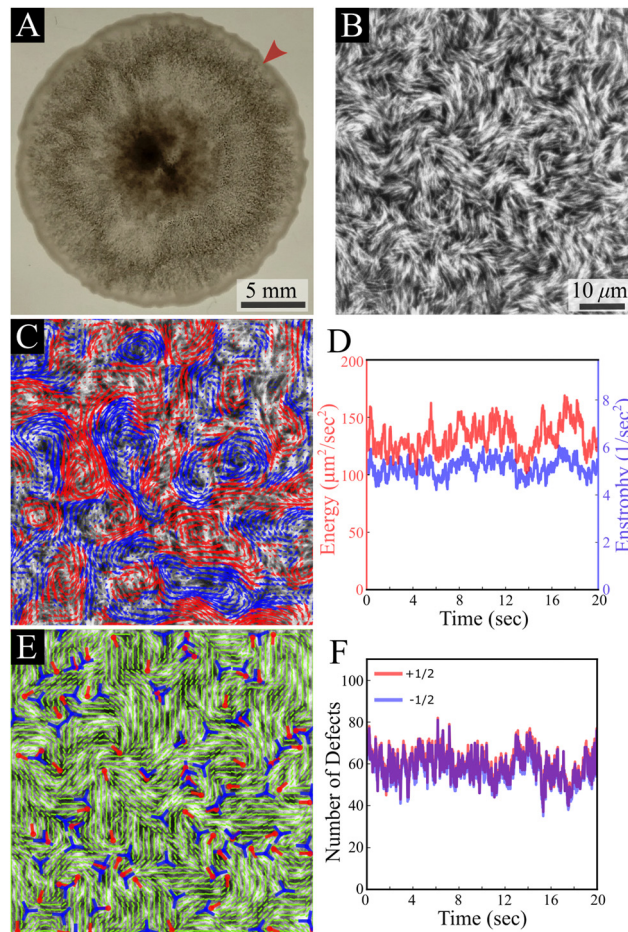 A
5 mm
B
10 μm
C
D
Energy (μm²/sec²)
200
150
100
50
0
8
6
4
2
0
Enstrophy (1/sec²)
0
4
8
12
16
20
Time (sec)
E
F
+1/2
-1/2
Number of Defects
100
80
60
40
20
0
0
4
8
12
16
20
Time (sec)